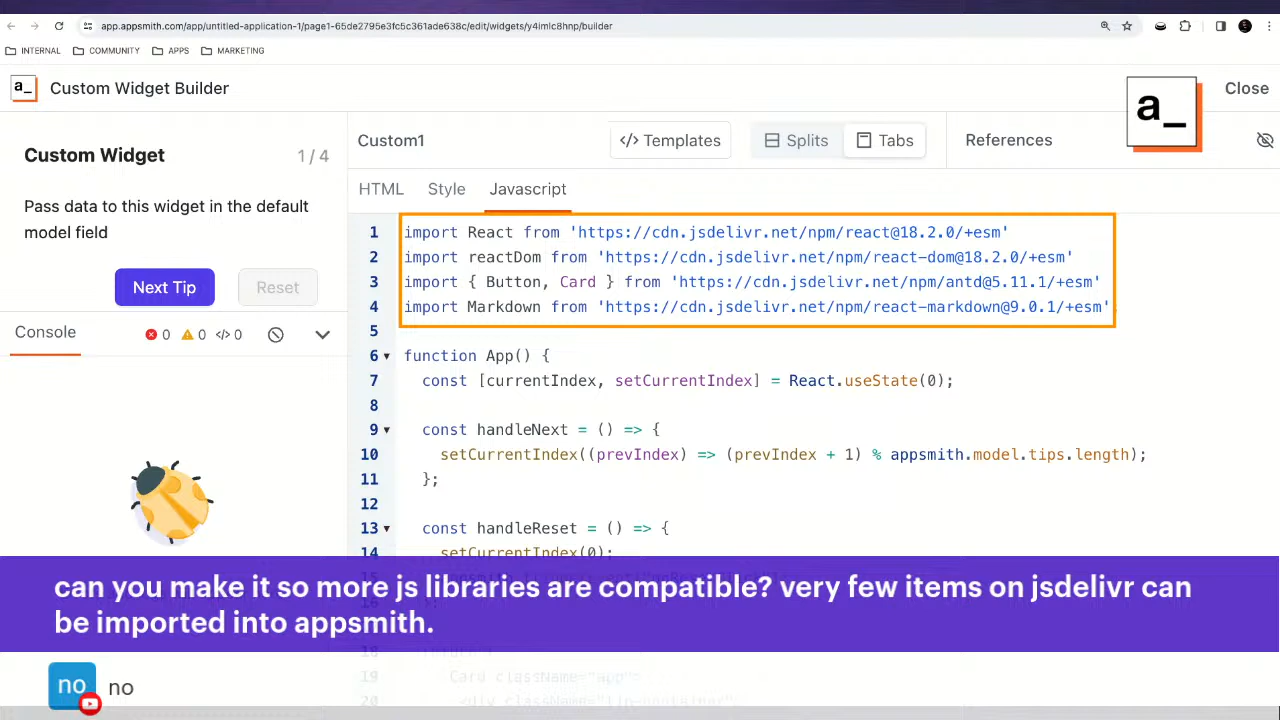 app.appsmith.com/app/untitled-application-1/page1-65de2795e3fc5c361ade638c/edit/widgets/y4imlc8hnp/builder
INTERNAL COMMUNITY APPS MARKETING
a_ Custom Widget Builder
a_
Close
Custom Widget 1 / 4
Pass data to this widget in the default
model field
Next Tip Reset
Console 0 0 </> 0
Custom1 </> Templates Splits Tabs References
HTML Style Javascript
1 import React from 'https://cdn.jsdelivr.net/npm/react@18.2.0/+esm'
2 import reactDom from 'https://cdn.jsdelivr.net/npm/react-dom@18.2.0/+esm'
3 import { Button, Card } from 'https://cdn.jsdelivr.net/npm/antd@5.11.1/+esm'
4 import Markdown from 'https://cdn.jsdelivr.net/npm/react-markdown@9.0.1/+esm'
5
6 function App() {
7 const [currentIndex, setCurrentIndex] = React.useState(0);
8
9 const handleNext = () => {
10 setCurrentIndex((prevIndex) => (prevIndex + 1) % appsmith.model.tips.length);
11 };
12
13 const handleReset = () => {
14 setCurrentIndex(0);
can you make it so more js libraries are compatible? very few items on jsdelivr can
be imported into appsmith.
19 Card className="app">
20
no no